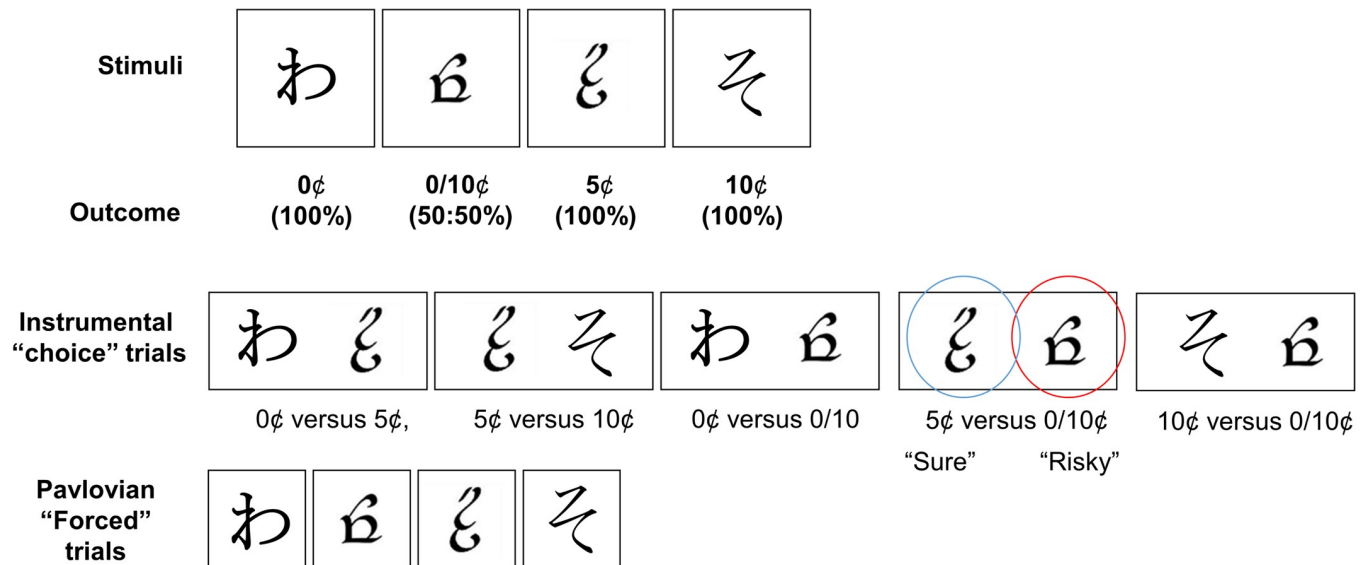 Stimuli わ そ
0¢ 0/10¢ 5¢ 10¢
Outcome (100%) (50:50%) (100%) (100%)
Instrumental
“choice” trials
わ そ わ そ
0¢ versus 5¢, 5¢ versus 10¢ 0¢ versus 0/10 5¢ versus 0/10¢ 10¢ versus 0/10¢
“Sure” “Risky”
Pavlovian
“Forced”
trials
わ そ